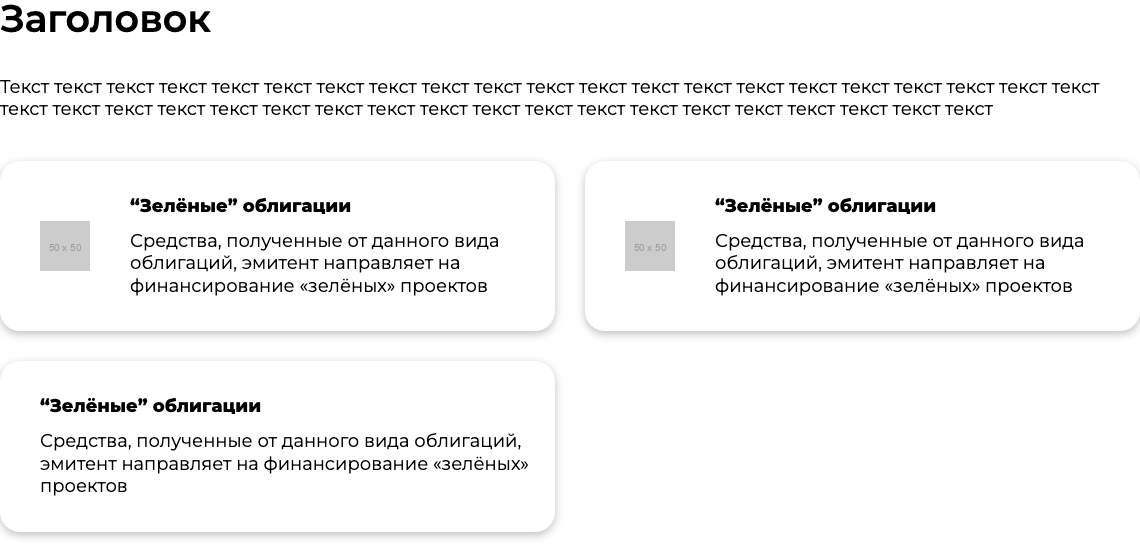 Заголовок
Текст текст текст текст текст текст текст текст текст текст текст текст текст текст текст текст текст текст текст текст текст
текст текст текст текст текст текст текст текст текст текст текст текст текст текст текст текст текст текст текст
50 x 50
“Зелёные” облигации
Средства, полученные от данного вида
облигаций, эмитент направляет на
финансирование «зелёных» проектов
50 x 50
“Зелёные” облигации
Средства, полученные от данного вида
облигаций, эмитент направляет на
финансирование «зелёных» проектов
“Зелёные” облигации
Средства, полученные от данного вида облигаций,
эмитент направляет на финансирование «зелёных»
проектов